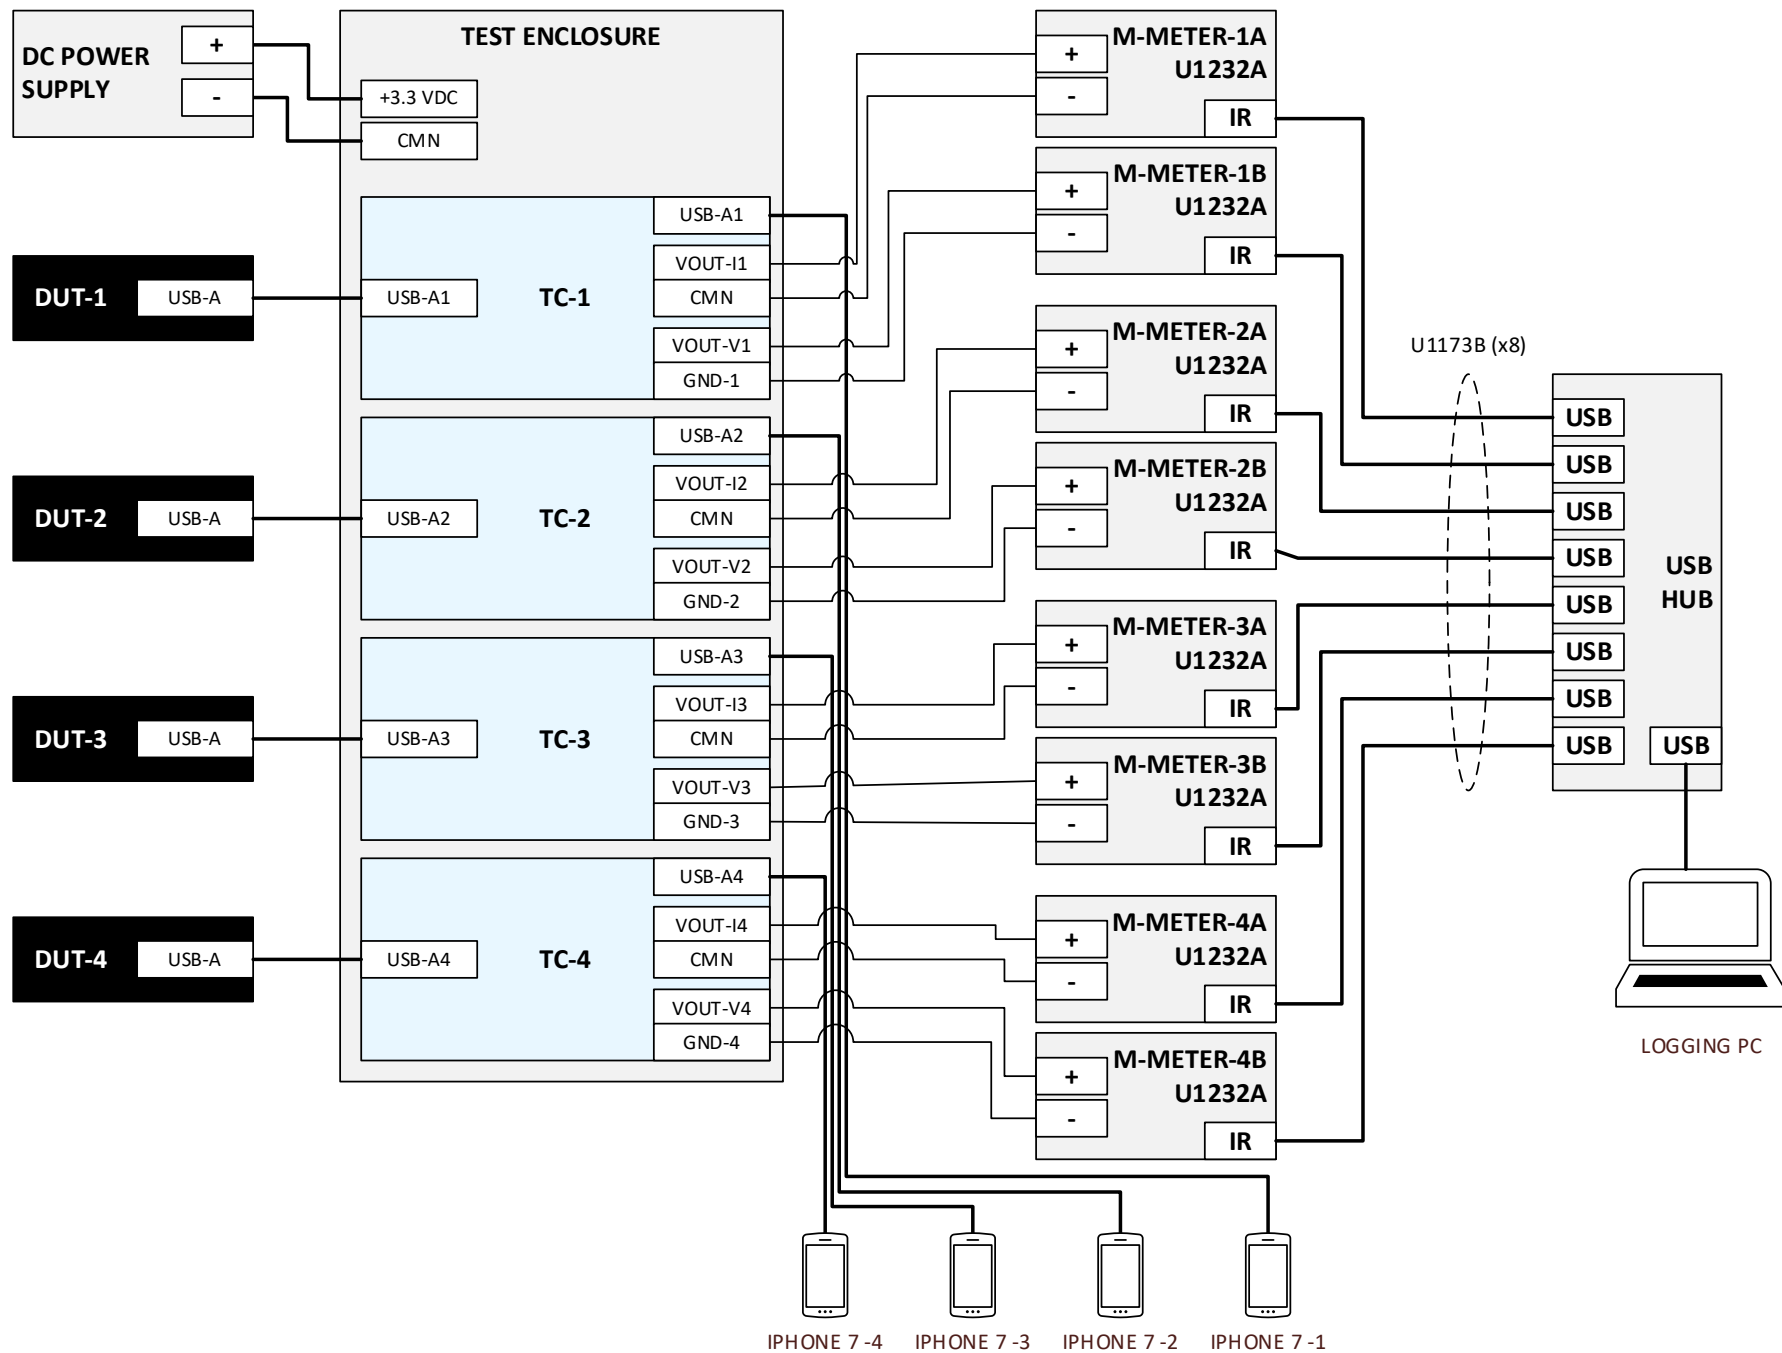 DC POWER
SUPPLY
+
-
TEST ENCLOSURE
+3.3 VDC
CMN
DUT-1
USB-A
USB-A1
TC-1
USB-A1
VOUT-I1
CMN
VOUT-V1
GND-1
DUT-2
USB-A
USB-A2
TC-2
USB-A2
VOUT-I2
CMN
VOUT-V2
GND-2
DUT-3
USB-A
USB-A3
TC-3
USB-A3
VOUT-I3
CMN
VOUT-V3
GND-3
DUT-4
USB-A
USB-A4
TC-4
USB-A4
VOUT-I4
CMN
VOUT-V4
GND-4
M-METER-1A
U1232A
+
-
IR
M-METER-1B
U1232A
+
-
IR
M-METER-2A
U1232A
+
-
IR
M-METER-2B
U1232A
+
-
IR
M-METER-3A
U1232A
+
-
IR
M-METER-3B
U1232A
+
-
IR
M-METER-4A
U1232A
+
-
IR
M-METER-4B
U1232A
+
-
IR
U1173B (x8)
USB
USB
USB
USB
USB
USB
USB
USB
USB
HUB
USB
LOGGING PC
IPHONE 7 -4
IPHONE 7 -3
IPHONE 7 -2
IPHONE 7 -1